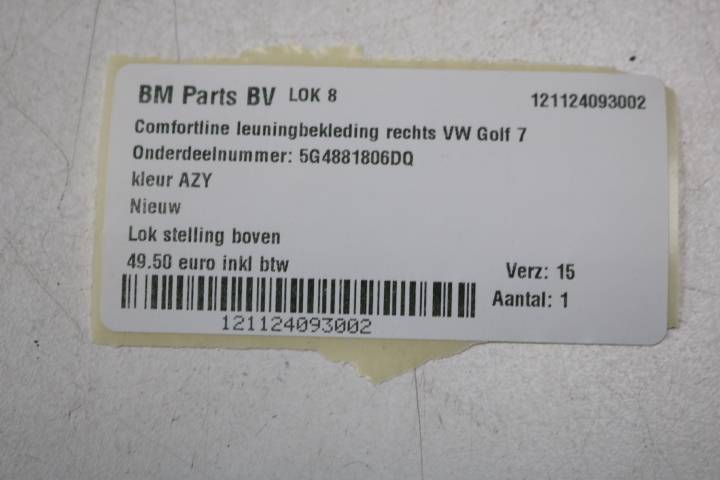 BM Parts BV LOK 8 121124093002
Comfortline leuningbekleding rechts VW Golf 7
Onderdeelnummer: 5G4881806DQ
kleur AZY
Nieuw
Lok stelling boven
49.50 euro inkl btw Verz: 15
Aantal: 1
121124093002